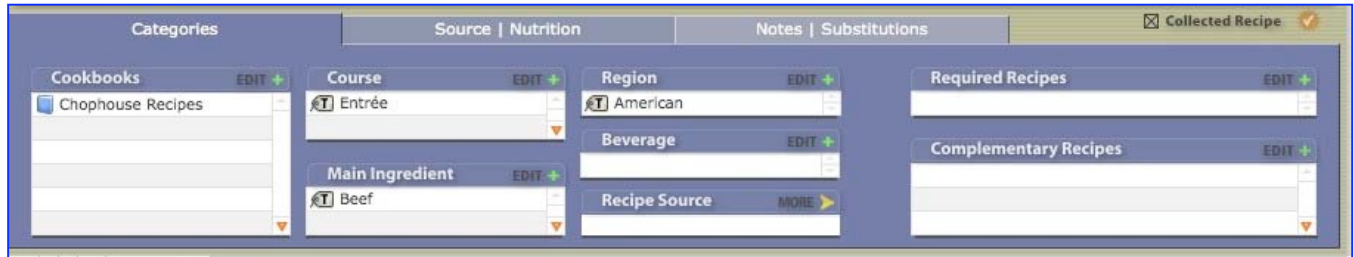 Categories
Source | Nutrition
Notes | Substitutions
Collected Recipe
Cookbooks EDIT
Chophouse Recipes
Course EDIT
T Entrée
Main Ingredient EDIT
T Beef
Region EDIT
T American
Beverage EDIT
Recipe Source MORE
Required Recipes EDIT
Complementary Recipes EDIT